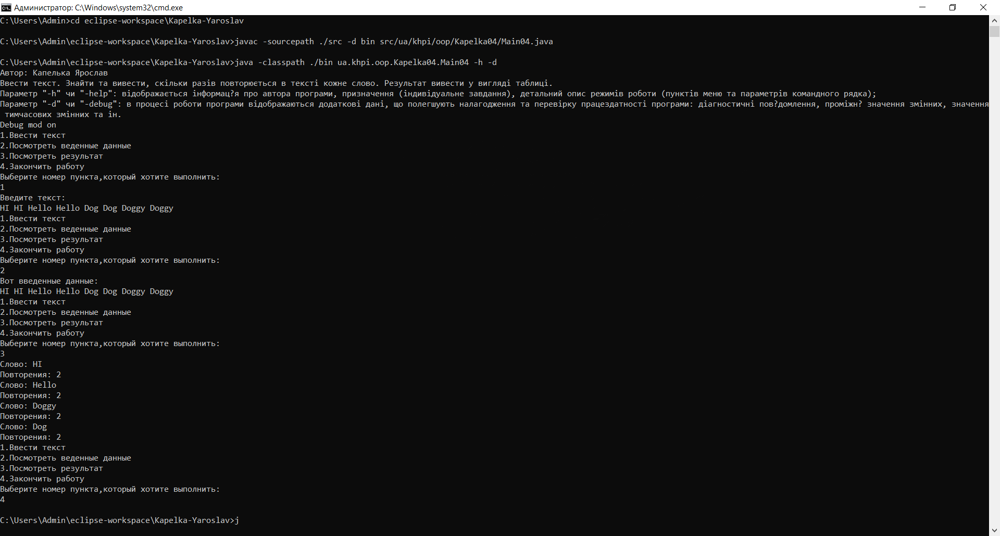 Администратор: C:\Windows\system32\cmd.exe
C:\Users\Admin>cd eclipse-workspace\Kapelka-Yaroslav
C:\Users\Admin\eclipse-workspace\Kapelka-Yaroslav>javac -sourcepath ./src -d bin src/ua/khpi/oop/Kapelka04/Main04.java
C:\Users\Admin\eclipse-workspace\Kapelka-Yaroslav>java -classpath ./bin ua.khpi.oop.Kapelka04.Main04 -h -d
Автор: Капелька Ярослав
Ввести текст. Знайти та вивести, скільки разів повторюється в тексті кожне слово. Результат вивести у вигляді таблиці.
Параметр "-h" чи "-help": відображається інформац?я про автора програми, призначення (індивідуальне завдання), детальний опис режимів роботи (пунктів меню та параметрів командного рядка);
Параметр "-d" чи "-debug": в процесі роботи програми відображаються додаткові дані, що полегшують налагодження та перевірку працездатності програми: діагностичні пов?домлення, проміжн? значення змінних, значення
тимчасових змінних та ін.
Debug mod on
1.Ввести текст
2.Посмотреть веденные данные
3.Посмотреть результат
4.Закончить работу
Выберите номер пункта,который хотите выполнить:
1
Введите текст:
HI HI Hello Hello Dog Dog Doggy Doggy
1.Ввести текст
2.Посмотреть веденные данные
3.Посмотреть результат
4.Закончить работу
Выберите номер пункта,который хотите выполнить:
2
Вот введенные данные:
HI HI Hello Hello Dog Dog Doggy Doggy
1.Ввести текст
2.Посмотреть веденные данные
3.Посмотреть результат
4.Закончить работу
Выберите номер пункта,который хотите выполнить:
3
Слово: HI
Повторения: 2
Слово: Hello
Повторения: 2
Слово: Doggy
Повторения: 2
Слово: Dog
Повторения: 2
1.Ввести текст
2.Посмотреть веденные данные
3.Посмотреть результат
4.Закончить работу
Выберите номер пункта,который хотите выполнить:
4
C:\Users\Admin\eclipse-workspace\Kapelka-Yaroslav>j